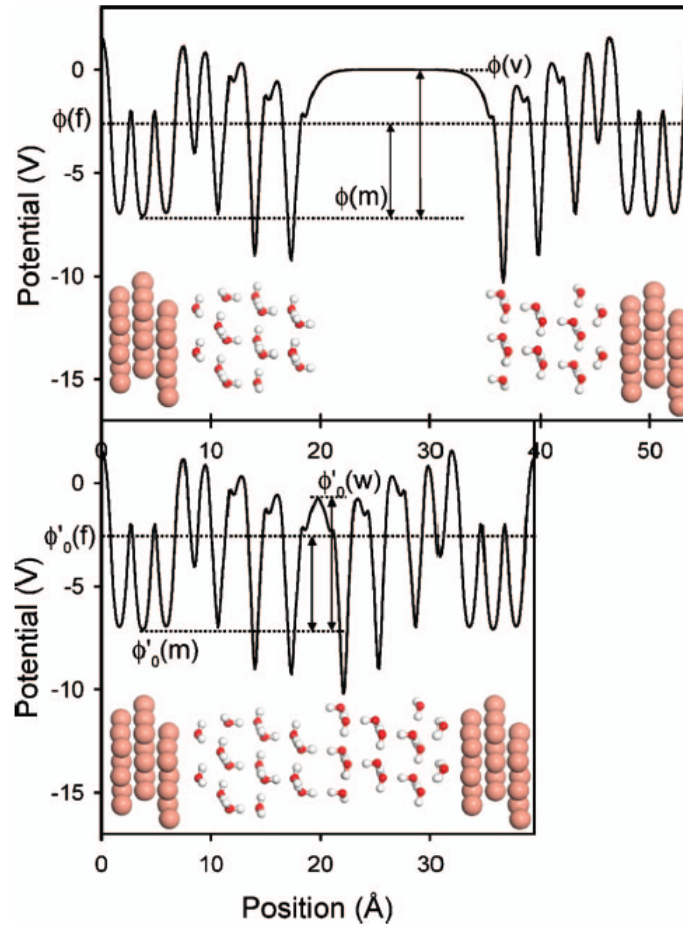 0
-5
-10
-15
Potential (V)
ϕ(v)
ϕ(f)
ϕ(m)
0 10 20 30 40 50
0
-5
-10
-15
Potential (V)
ϕ'₀(w)
ϕ'₀(f)
ϕ'₀(m)
0 10 20 30
Position (Å)